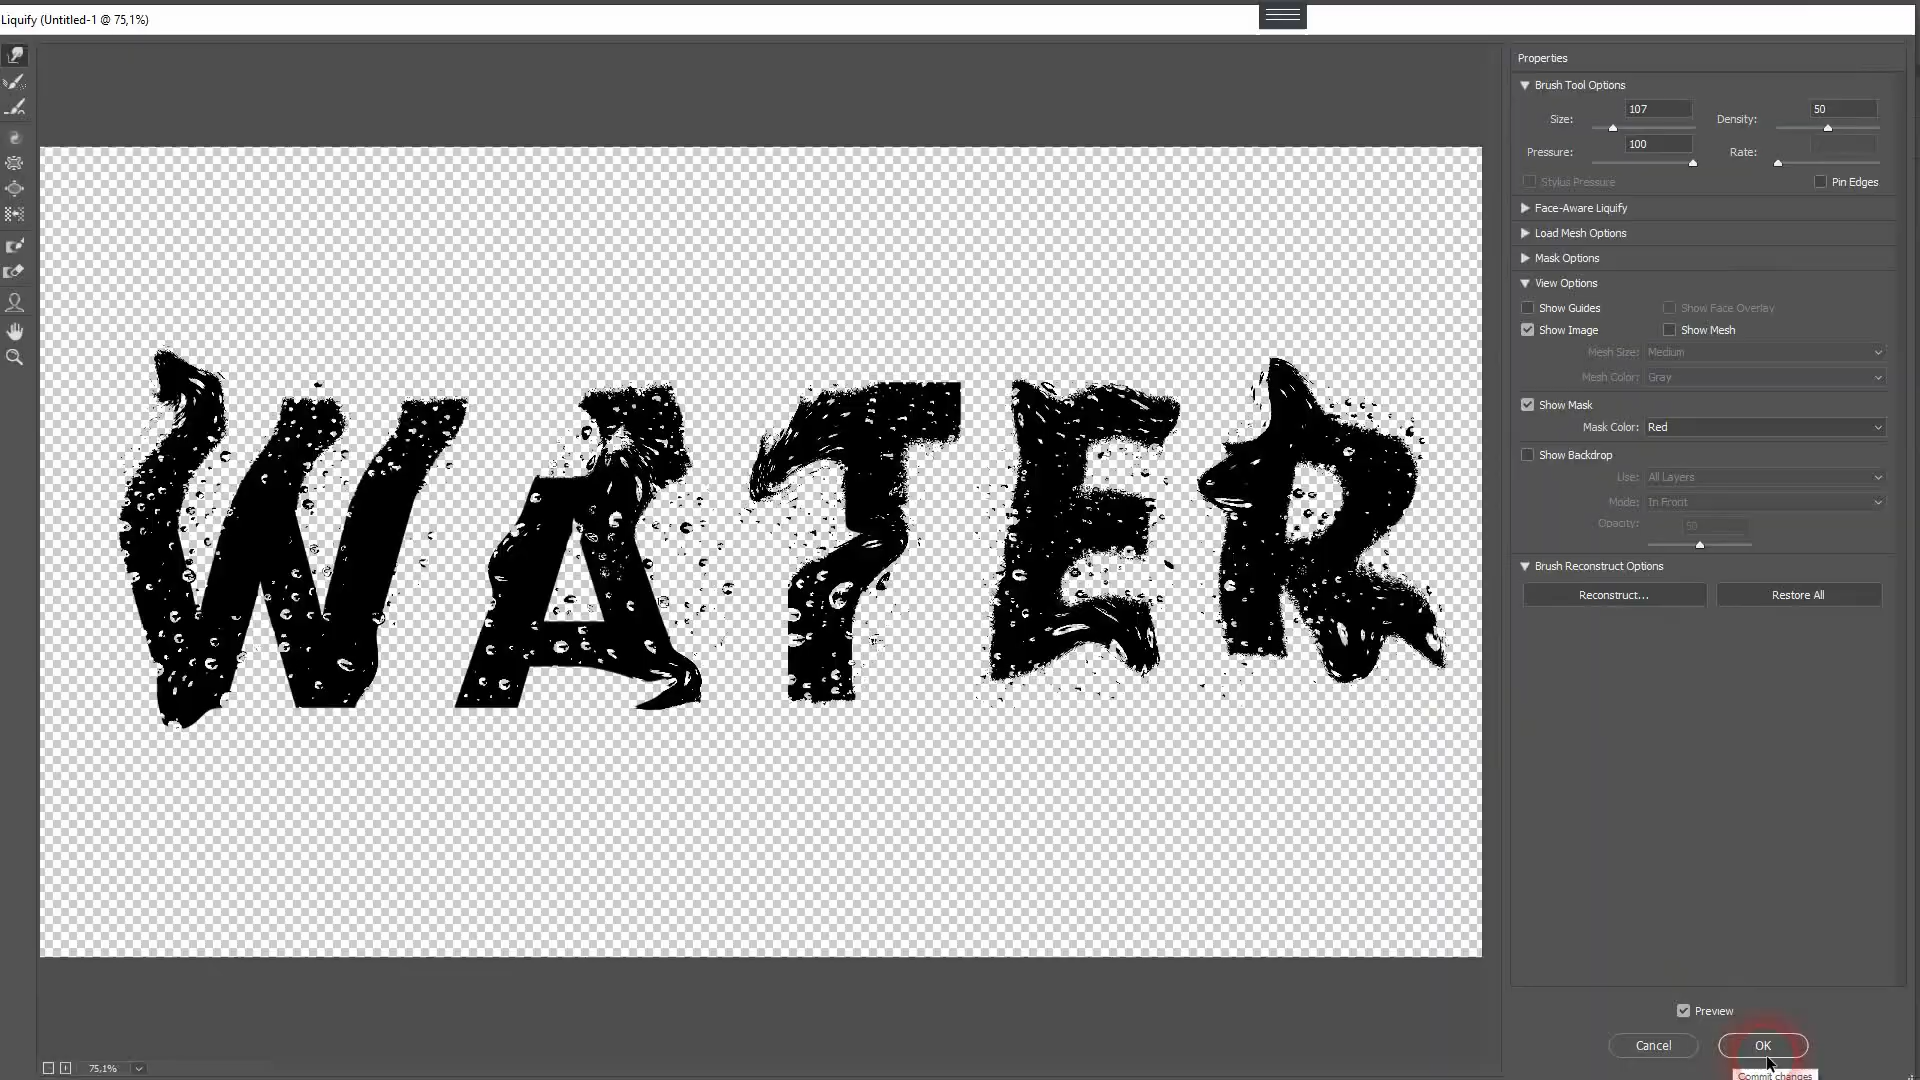 Liquify (Untitled-1 @ 75,1%)
Properties
Brush Tool Options
Size: 107 Density: 50
Pressure: 100 Rate:
Stylus Pressure Pin Edges
Face-Aware Liquify
Load Mesh Options
Mask Options
View Options
Show Guides Show Face Overlay
Show Image Show Mesh
Mesh Size: Medium
Mesh Color: Gray
Show Mask
Mask Color: Red
Show Backdrop
Use: All Layers
Mode: In Front
Opacity: 50
Brush Reconstruct Options
Reconstruct... Restore All
WATER
Preview
Cancel OK
75,1%
Commit changes